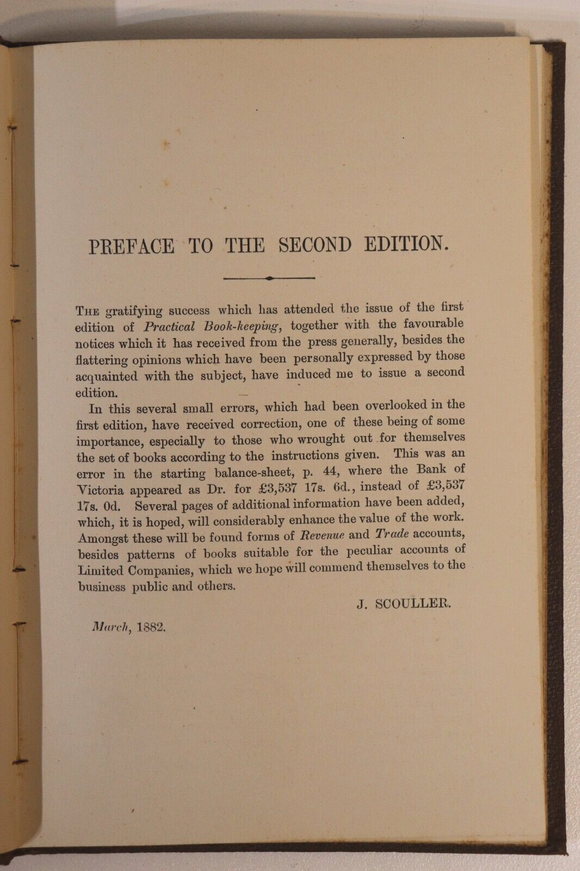 PREFACE TO THE SECOND EDITION.
THE gratifying success which has attended the issue of the first
edition of Practical Book-keeping, together with the favourable
notices which it has received from the press generally, besides the
flattering opinions which have been personally expressed by those
acquainted with the subject, have induced me to issue a second
edition.
In this several small errors, which had been overlooked in the
first edition, have received correction, one of these being of some
importance, especially to those who wrought out for themselves
the set of books according to the instructions given. This was an
error in the starting balance-sheet, p. 44, where the Bank of
Victoria appeared as Dr. for £3,537 17s. 6d., instead of £3,537
17s. 0d. Several pages of additional information have been added,
which, it is hoped, will considerably enhance the value of the work.
Amongst these will be found forms of Revenue and Trade accounts,
besides patterns of books suitable for the peculiar accounts of
Limited Companies, which we hope will commend themselves to the
business public and others.
J. SCOULLER.
March, 1882.